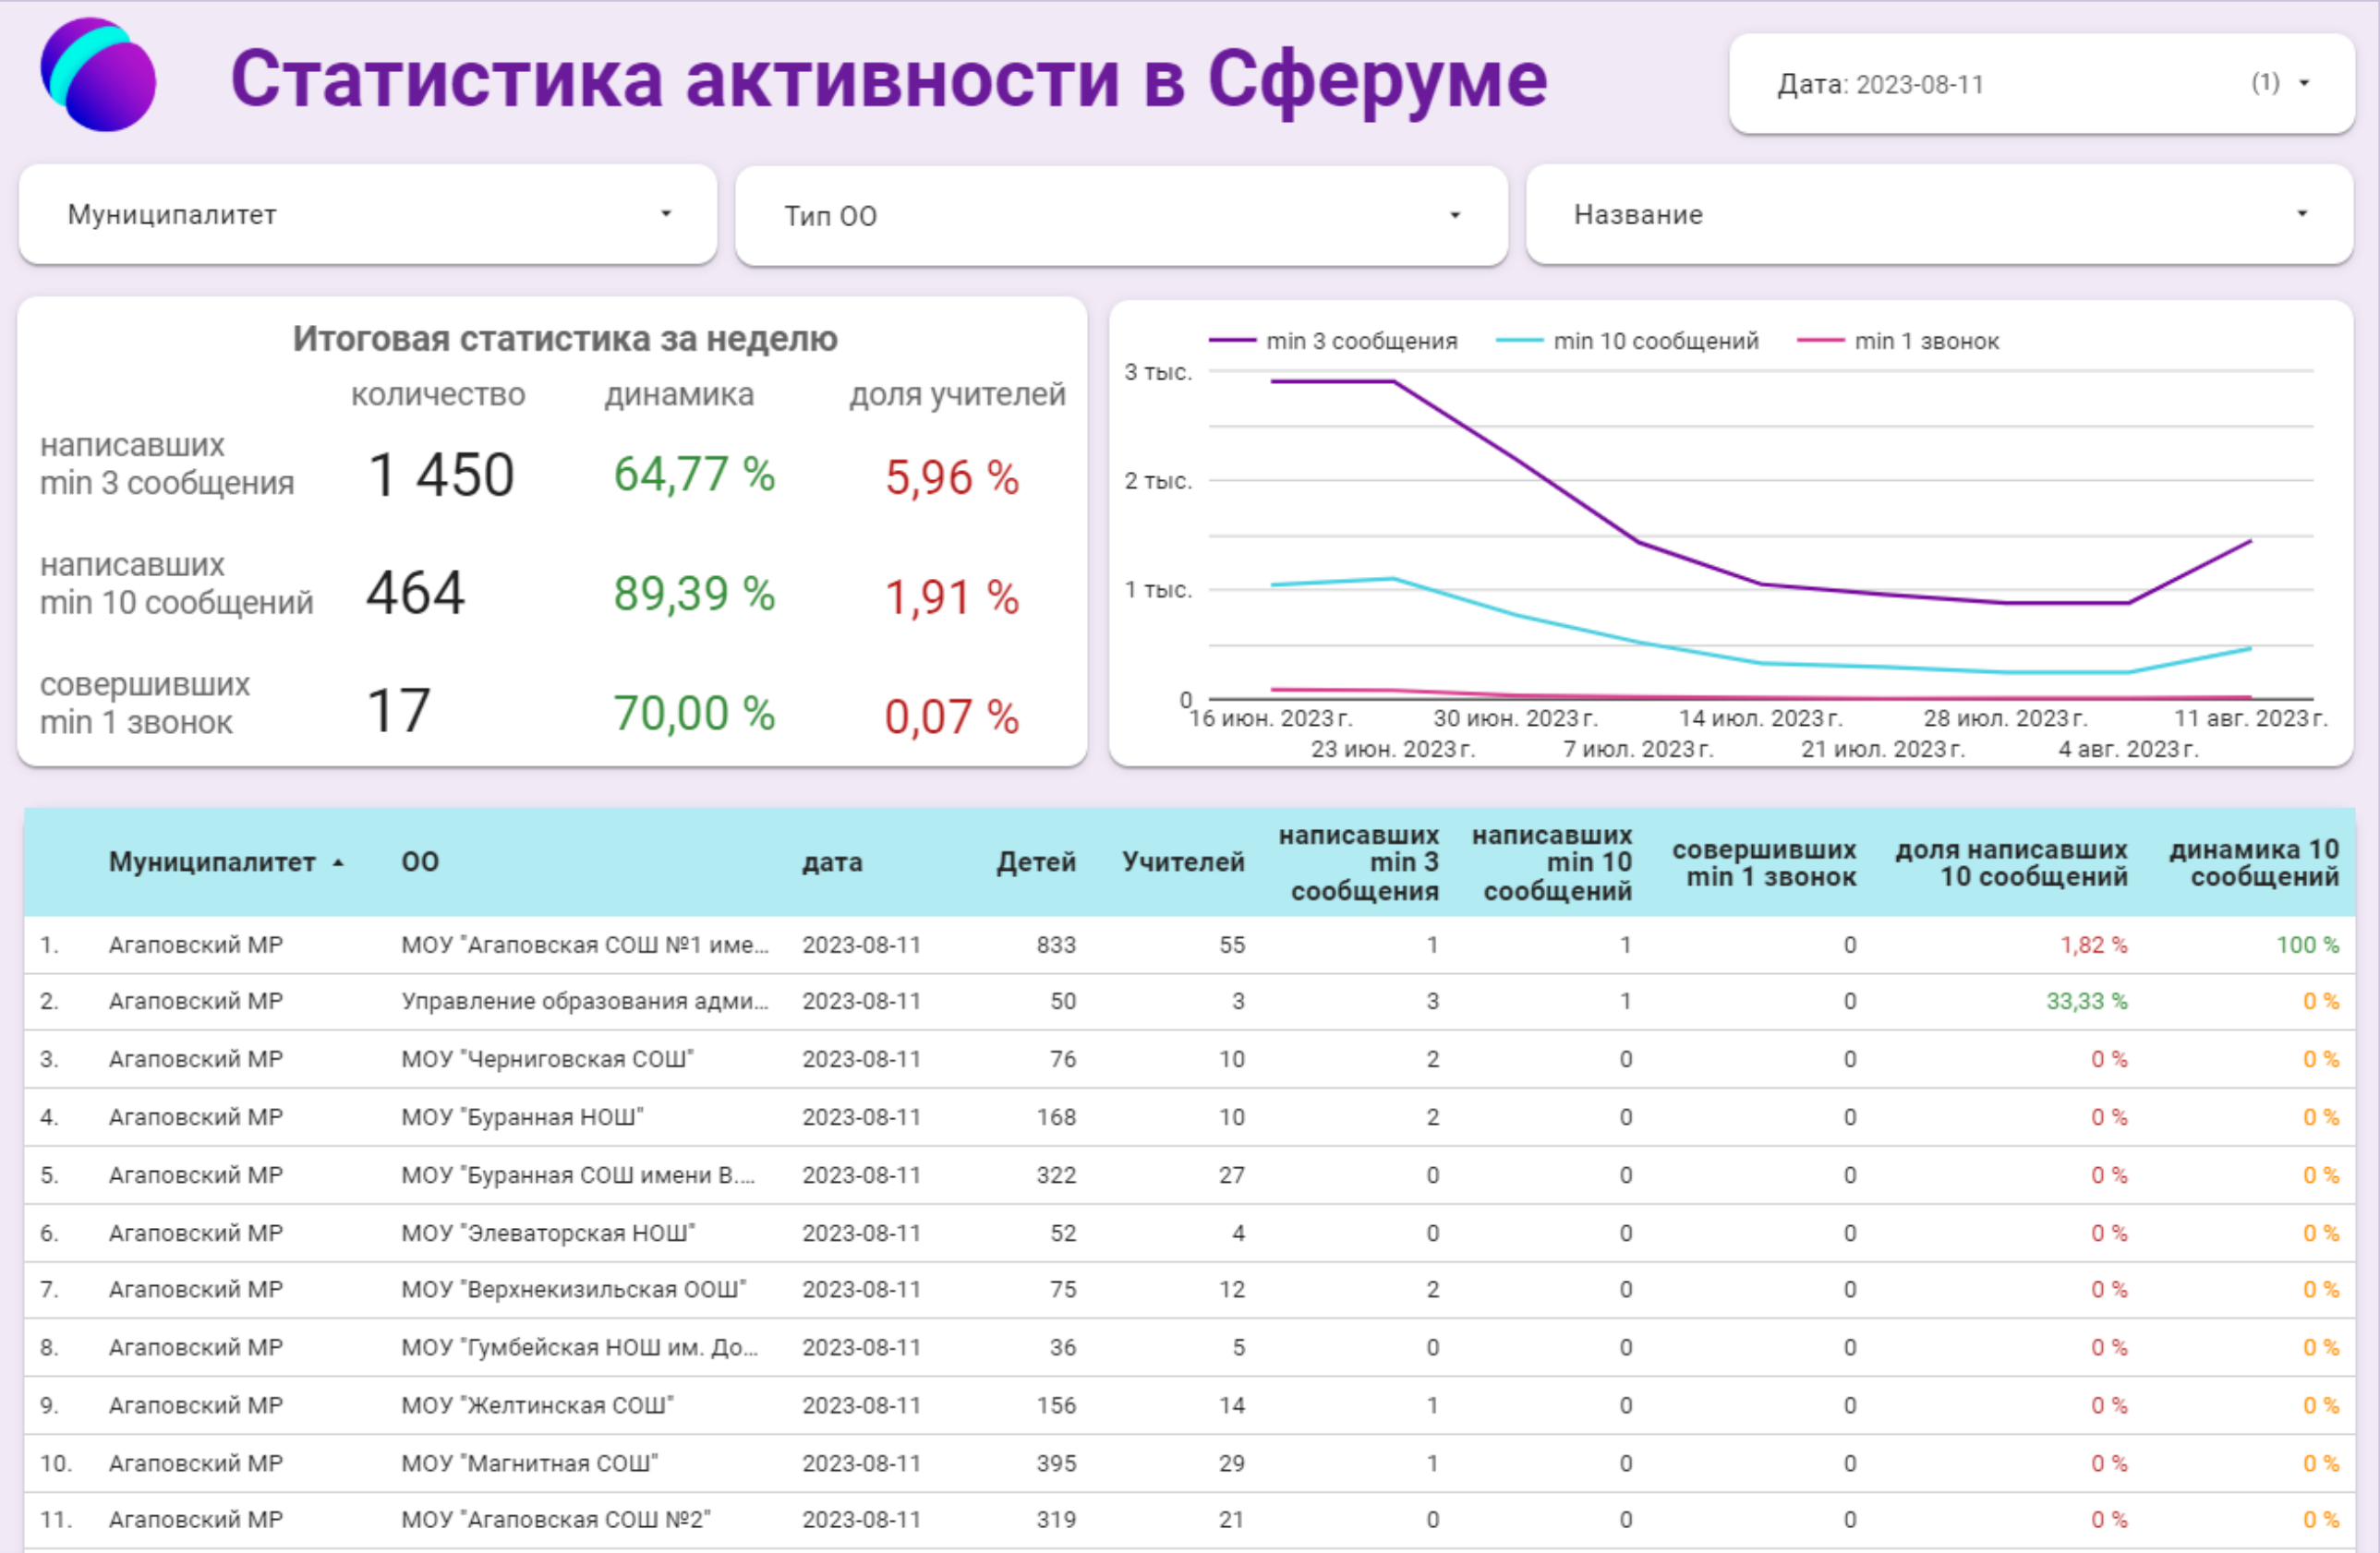 Статистика активности в Сферуме
Дата: 2023-08-11 (1)
Муниципалитет
Тип ОО
Название
Итоговая статистика за неделю
количество динамика доля учителей
написавших
min 3 сообщения
1 450 64,77 % 5,96 %
написавших
min 10 сообщений
464 89,39 % 1,91 %
совершивших
min 1 звонок
17 70,00 % 0,07 %
min 3 сообщения min 10 сообщений min 1 звонок
3 тыс.
2 тыс.
1 тыс.
0
16 июн. 2023 г. 30 июн. 2023 г. 14 июл. 2023 г. 28 июл. 2023 г. 11 авг. 2023 г.
23 июн. 2023 г. 7 июл. 2023 г. 21 июл. 2023 г. 4 авг. 2023 г.
Муниципалитет
ОО
дата
Детей
Учителей
написавших
min 3
сообщения
написавших
min 10
сообщений
совершивших
min 1 звонок
доля написавших
10 сообщений
динамика 10
сообщений
1. Агаповский МР МОУ "Агаповская СОШ №1 име... 2023-08-11 833 55 1 1 0 1,82 % 100 %
2. Агаповский МР Управление образования адми... 2023-08-11 50 3 3 1 0 33,33 % 0 %
3. Агаповский МР МОУ "Черниговская СОШ" 2023-08-11 76 10 2 0 0 0 % 0 %
4. Агаповский МР МОУ "Буранная НОШ" 2023-08-11 168 10 2 0 0 0 % 0 %
5. Агаповский МР МОУ "Буранная СОШ имени В.... 2023-08-11 322 27 0 0 0 0 % 0 %
6. Агаповский МР МОУ "Элеваторская НОШ" 2023-08-11 52 4 0 0 0 0 % 0 %
7. Агаповский МР МОУ "Верхнекизильская ООШ" 2023-08-11 75 12 2 0 0 0 % 0 %
8. Агаповский МР МОУ "Гумбейская НОШ им. До... 2023-08-11 36 5 0 0 0 0 % 0 %
9. Агаповский МР МОУ "Желтинская СОШ" 2023-08-11 156 14 1 0 0 0 % 0 %
10. Агаповский МР МОУ "Магнитная СОШ" 2023-08-11 395 29 1 0 0 0 % 0 %
11. Агаповский МР МОУ "Агаповская СОШ №2" 2023-08-11 319 21 0 0 0 0 % 0 %